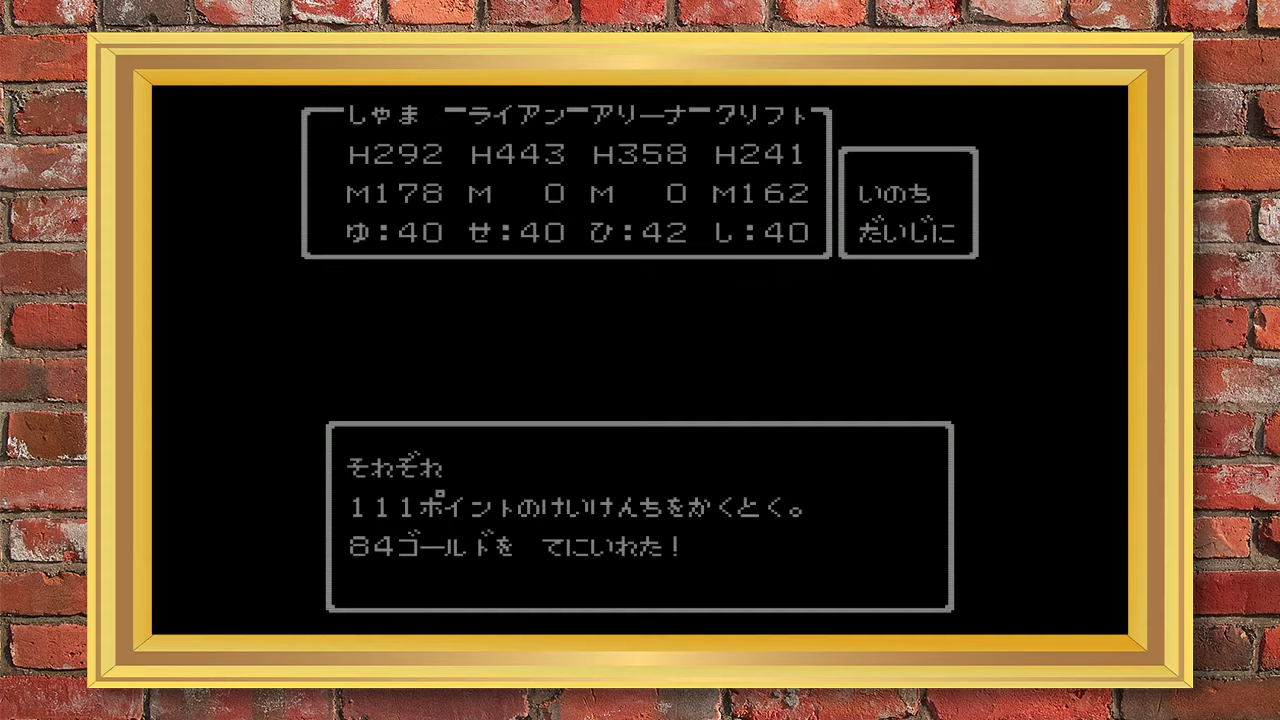 しゃま ライアン アリーナ クリフト
H292 H443 H358 H241
M178 M 0 M 0 M162
ゆ:40 せ:40 ひ:42 し:40
いのち
だいじに
それぞれ
111ポイントのけいけんちをかくとく。
84ゴールドを てにいれた!